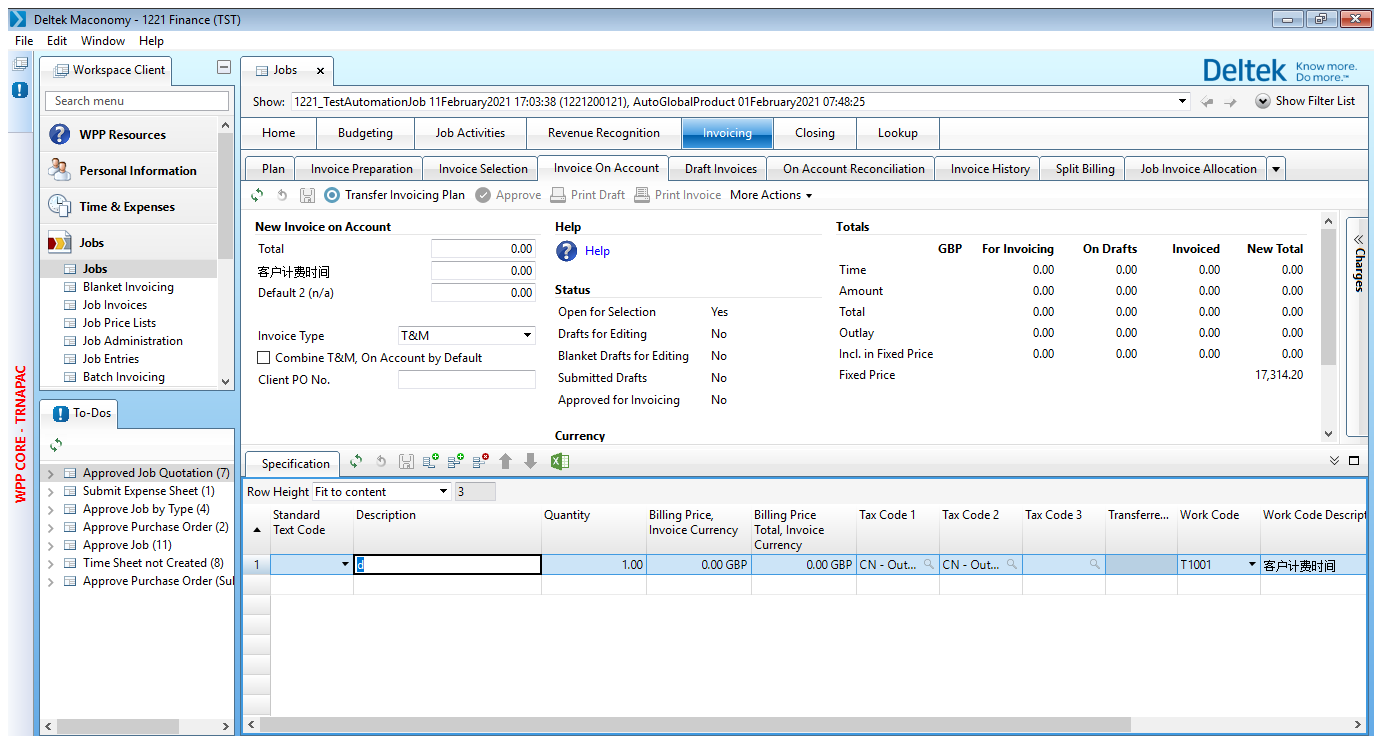 Deltek Maconomy - 1221 Finance (TST)
File Edit Window Help
Workspace Client
Search menu
WPP Resources
Personal Information
Time & Expenses
Jobs
Jobs
Blanket Invoicing
Job Invoices
Job Price Lists
Job Administration
Job Entries
Batch Invoicing
WPP CORE - TRNAPAC
To-Dos
Approved Job Quotation (7)
Submit Expense Sheet (1)
Approve Job by Type (4)
Approve Purchase Order (2)
Approve Job (11)
Time Sheet not Created (8)
Approve Purchase Order (Sul
Jobs
Deltek Know more.
Do more.™
Show: 1221_TestAutomationJob 11February2021 17:03:38 (1221200121), AutoGlobalProduct 01February2021 07:48:25 Show Filter List
Home Budgeting Job Activities Revenue Recognition Invoicing Closing Lookup
Plan Invoice Preparation Invoice Selection Invoice On Account Draft Invoices On Account Reconciliation Invoice History Split Billing Job Invoice Allocation
Transfer Invoicing Plan Approve Print Draft Print Invoice More Actions
New Invoice on Account
Total 0.00
客户计费时间 0.00
Default 2 (n/a) 0.00
Invoice Type T&M
Combine T&M, On Account by Default
Client PO No.
Help
Help
Status
Open for Selection Yes
Drafts for Editing No
Blanket Drafts for Editing No
Submitted Drafts No
Approved for Invoicing No
Currency
Totals
GBP For Invoicing On Drafts Invoiced New Total
Time 0.00 0.00 0.00 0.00
Amount 0.00 0.00 0.00 0.00
Total 0.00 0.00 0.00 0.00
Outlay 0.00 0.00 0.00 0.00
Incl. in Fixed Price 0.00 0.00 0.00 0.00
Fixed Price 17,314.20
Charges
Specification
Row Height Fit to content 3
Standard Text Code Description Quantity Billing Price, Invoice Currency Billing Price Total, Invoice Currency Tax Code 1 Tax Code 2 Tax Code 3 Transferre... Work Code Work Code Descript
1 d 1.00 0.00 GBP 0.00 GBP CN - Out... CN - Out... T1001 客户计费时间